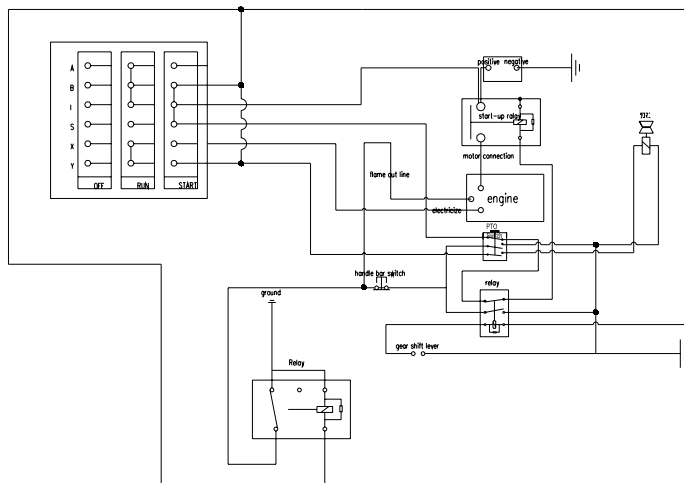 A
B
I
S
X
Y
OFF RUN START
positive negative
start-up relay
motor connection
flame out line
engine
electricize
PTO
handle bar switch
ground
relay
gear shift lever
Relay